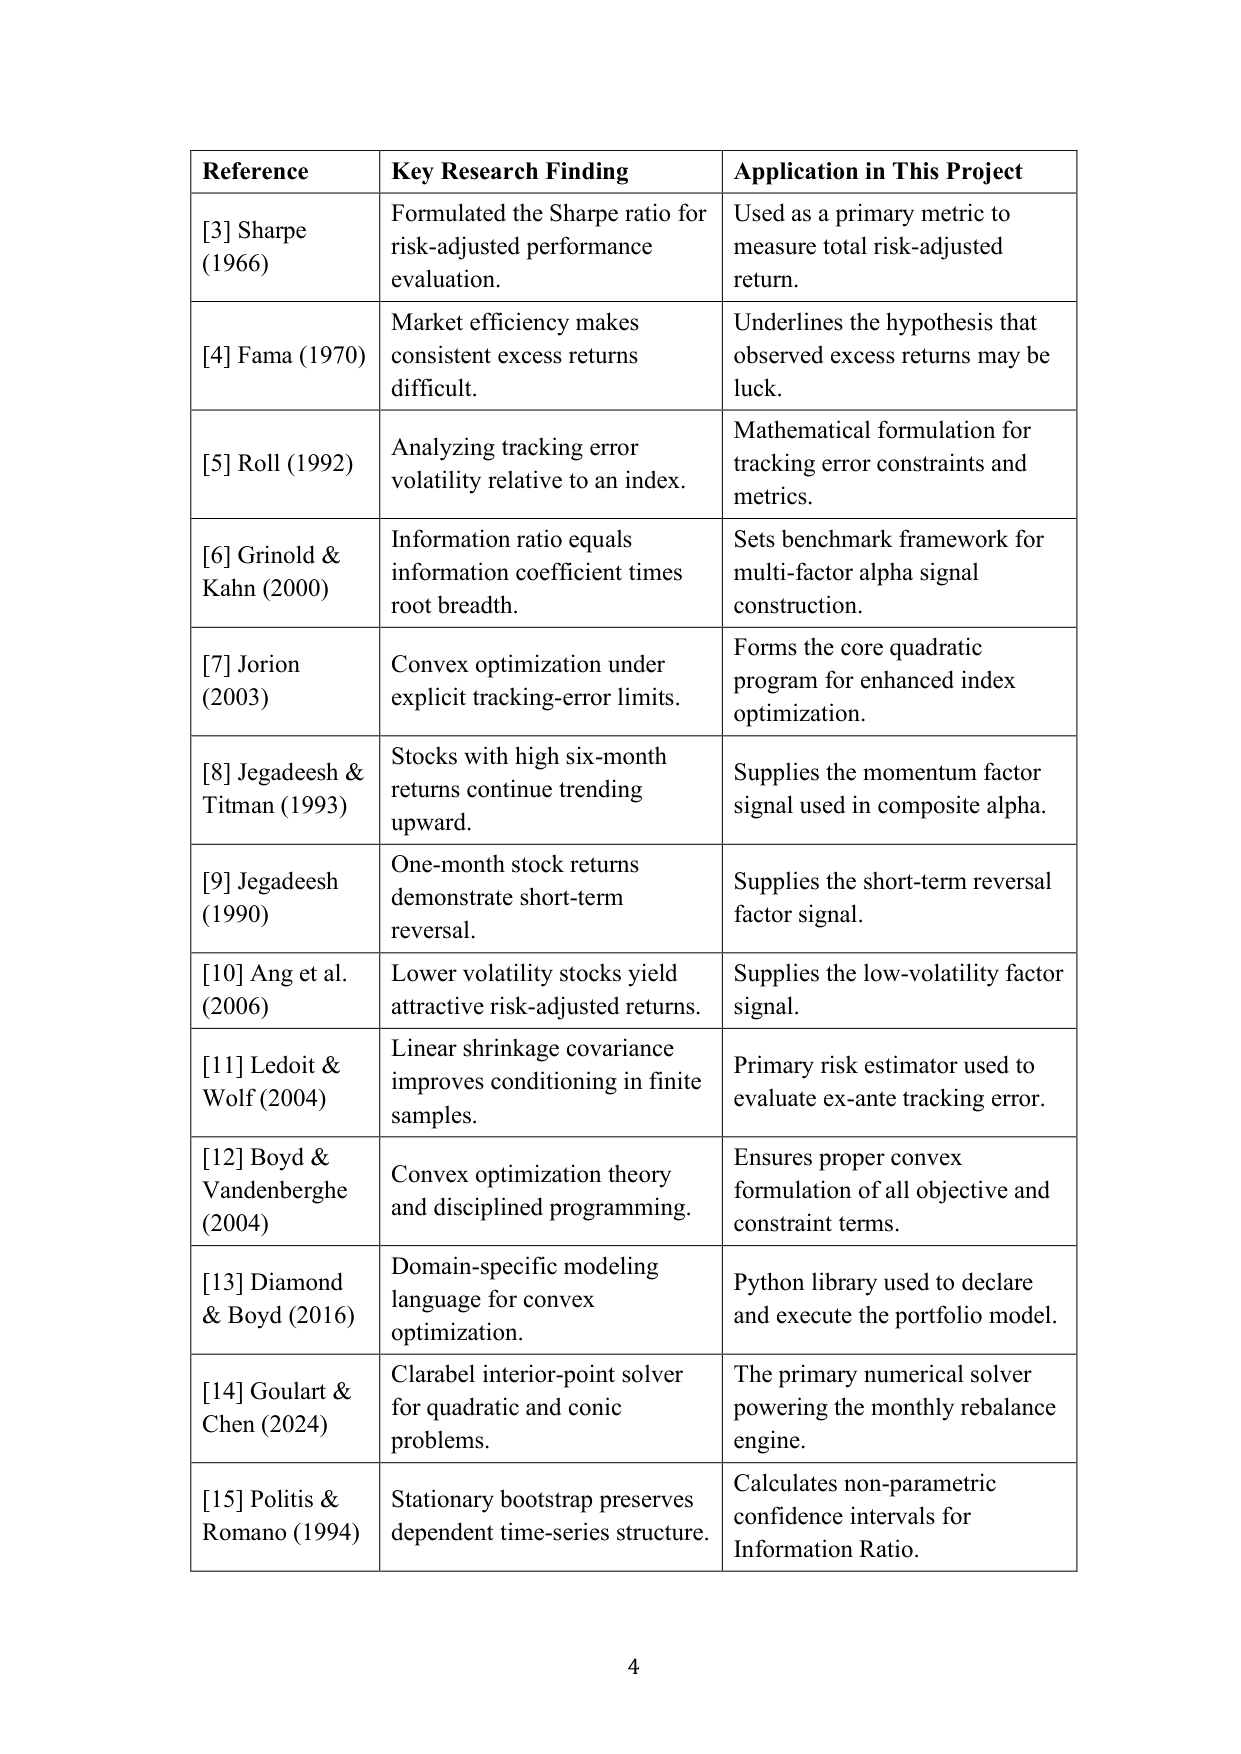 Reference Key Research Finding Application in This Project
[3] Sharpe
(1966)
Formulated the Sharpe ratio for
risk-adjusted performance
evaluation.
Used as a primary metric to
measure total risk-adjusted
return.
[4] Fama (1970)
Market efficiency makes
consistent excess returns
difficult.
Underlines the hypothesis that
observed excess returns may be
luck.
[5] Roll (1992)
Analyzing tracking error
volatility relative to an index.
Mathematical formulation for
tracking error constraints and
metrics.
[6] Grinold &
Kahn (2000)
Information ratio equals
information coefficient times
root breadth.
Sets benchmark framework for
multi-factor alpha signal
construction.
[7] Jorion
(2003)
Convex optimization under
explicit tracking-error limits.
Forms the core quadratic
program for enhanced index
optimization.
[8] Jegadeesh &
Titman (1993)
Stocks with high six-month
returns continue trending
upward.
Supplies the momentum factor
signal used in composite alpha.
[9] Jegadeesh
(1990)
One-month stock returns
demonstrate short-term
reversal.
Supplies the short-term reversal
factor signal.
[10] Ang et al.
(2006)
Lower volatility stocks yield
attractive risk-adjusted returns.
Supplies the low-volatility factor
signal.
[11] Ledoit &
Wolf (2004)
Linear shrinkage covariance
improves conditioning in finite
samples.
Primary risk estimator used to
evaluate ex-ante tracking error.
[12] Boyd &
Vandenberghe
(2004)
Convex optimization theory
and disciplined programming.
Ensures proper convex
formulation of all objective and
constraint terms.
[13] Diamond
& Boyd (2016)
Domain-specific modeling
language for convex
optimization.
Python library used to declare
and execute the portfolio model.
[14] Goulart &
Chen (2024)
Clarabel interior-point solver
for quadratic and conic
problems.
The primary numerical solver
powering the monthly rebalance
engine.
[15] Politis &
Romano (1994)
Stationary bootstrap preserves
dependent time-series structure.
Calculates non-parametric
confidence intervals for
Information Ratio.
4